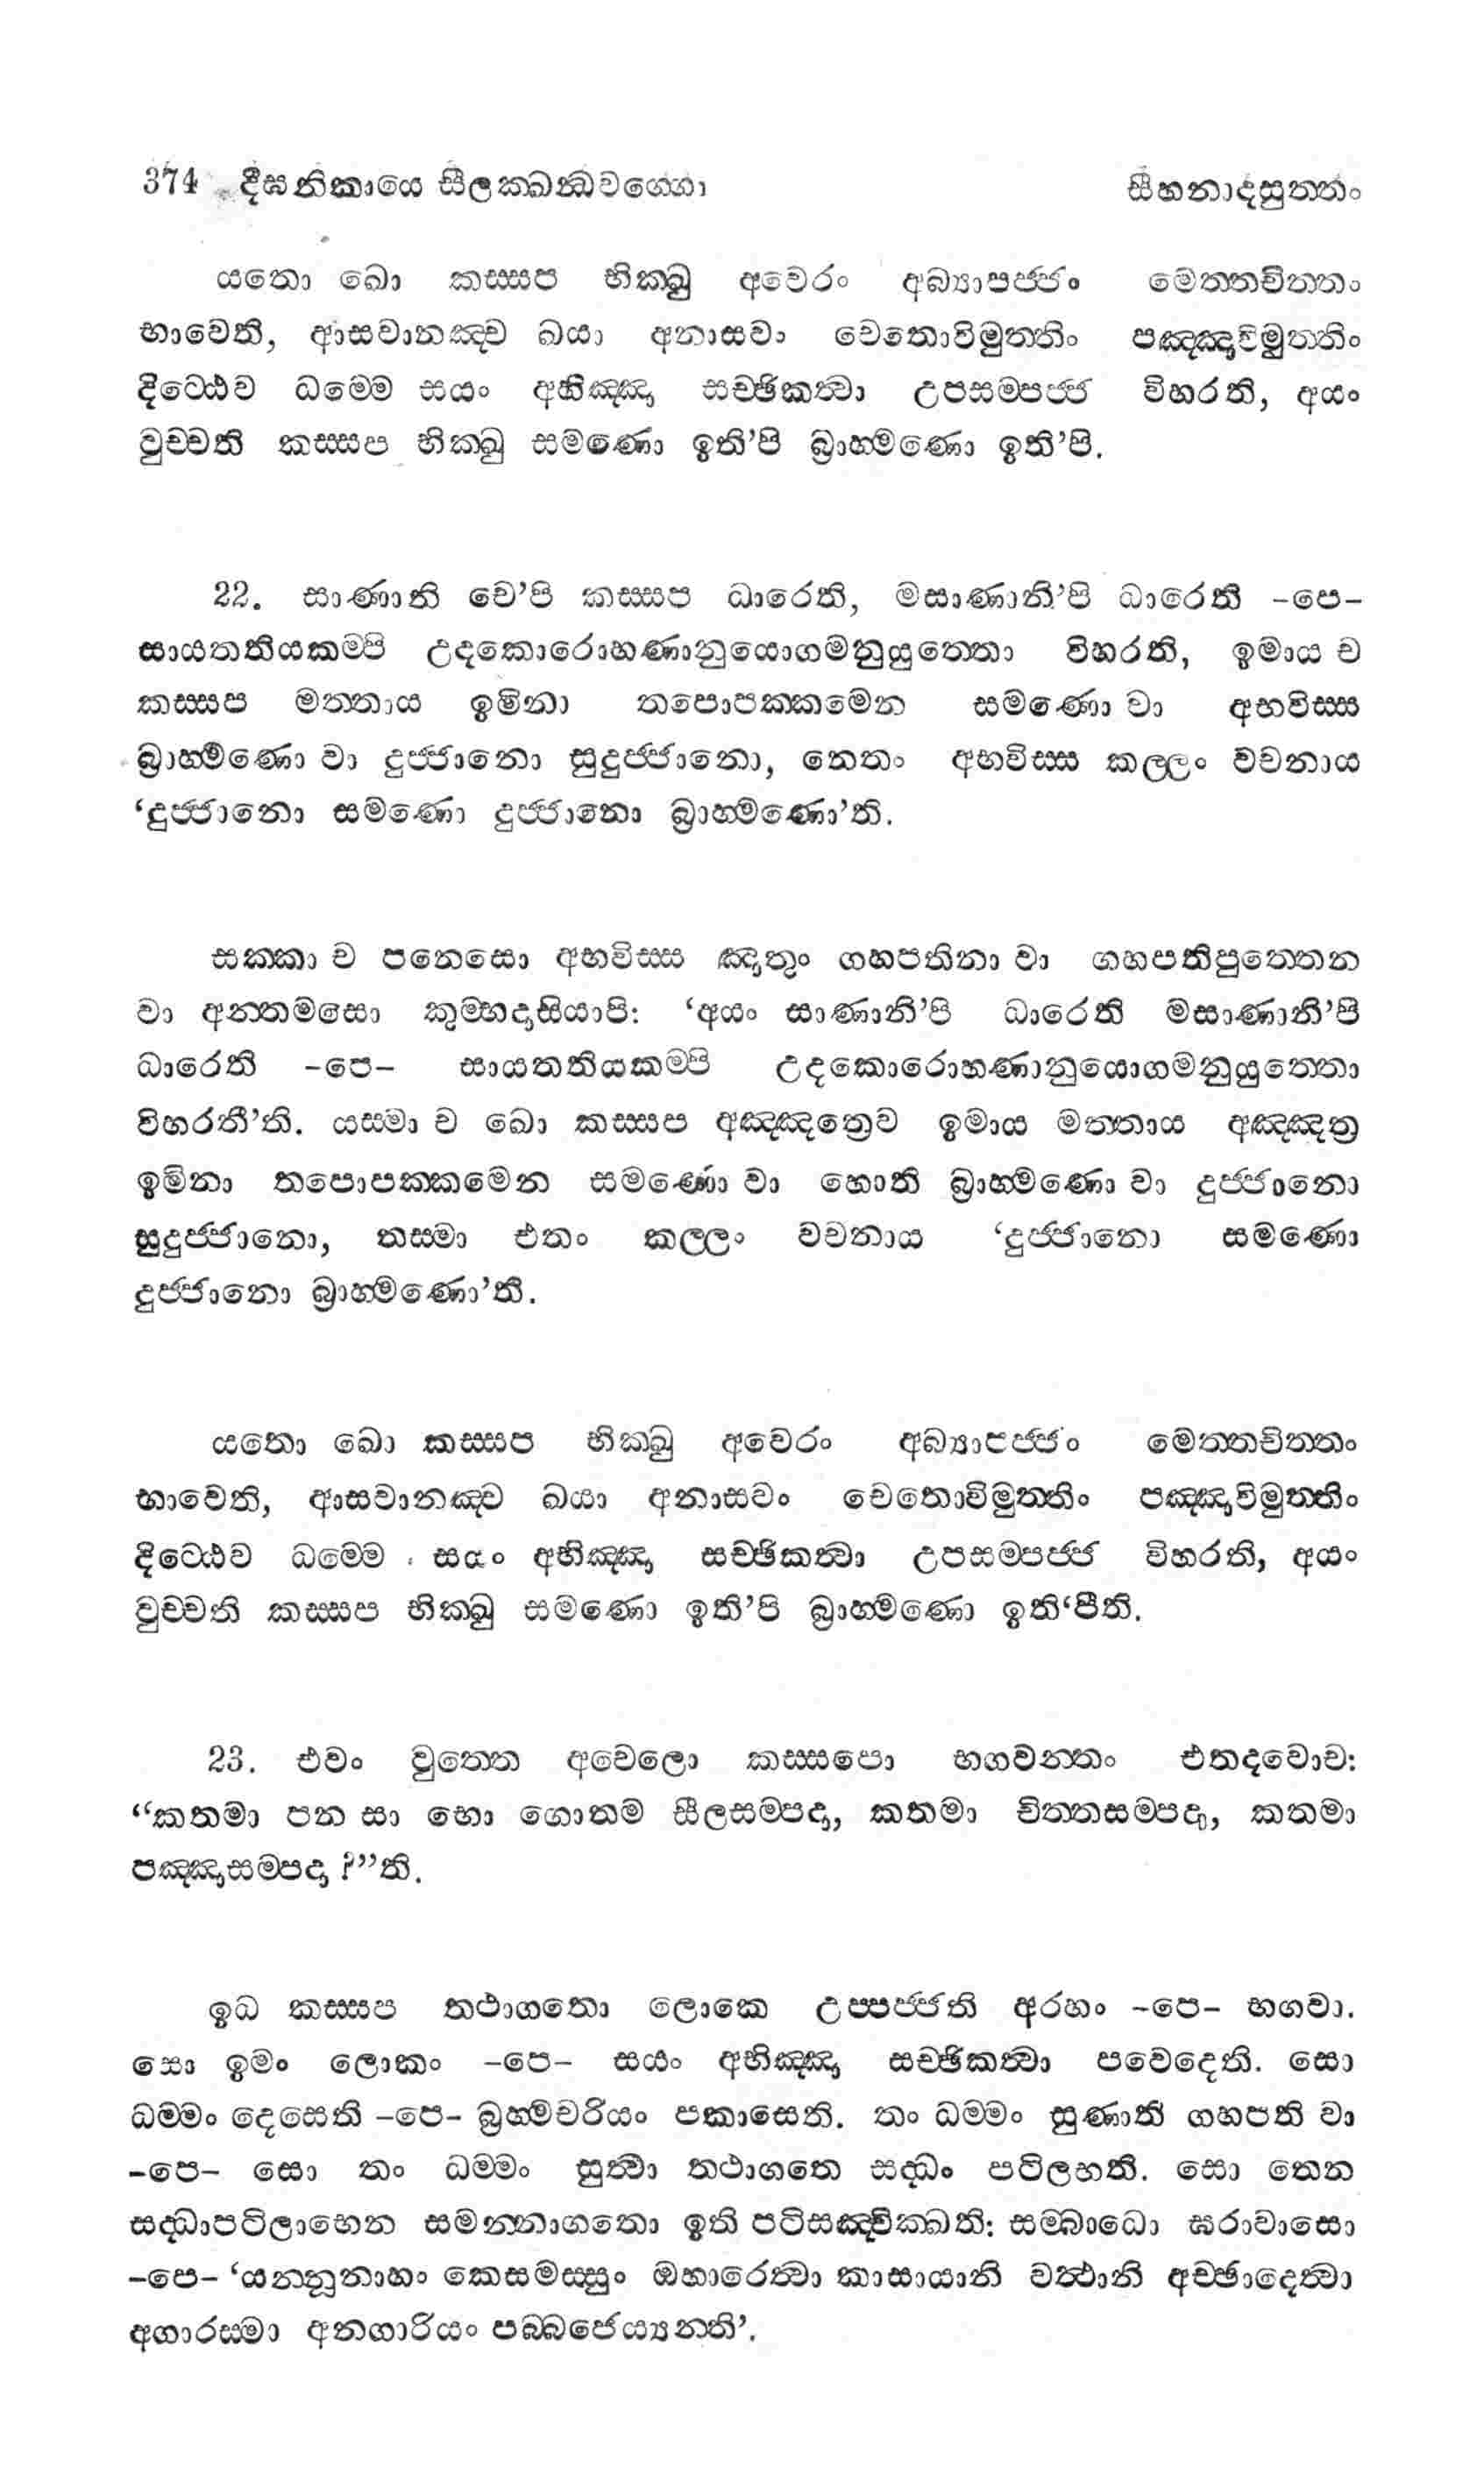 374 දීඝනිකායෙ සීලක්ඛන්ධවග්ගො සීහනාදසුත්තං
යතො ඛො කස්සප භික්ඛු අවෙරං අබ්‍යාපජ්ජං මෙත්තචිත්තං
භාවෙති, ආසවානඤ්ච ඛයා අනාසවං චෙතොවිමුත්තිං පඤ්ඤාවිමුත්තිං
දිට්ඨෙව ධම්මෙ සයං අභිඤ්ඤා සච්ඡිකත්‍වා උපසම්පජ්ජ විහරති, අයං
වුච්චති කස්සප භික්ඛු සමණො ඉති’පි බ්‍රාහ්මණො ඉති’පි.
22. සාණානි චෙ’පි කස්සප ධාරෙති, මසාණානි’පි ධාරෙති -පෙ-
සායතතියකම්පි උදකොරොහණානුයොගමනුයුත්තො විහරති, ඉමාය ච
කස්සප මත්තාය ඉමිනා තපොපක්කමෙන සමණො වා අභවිස්ස
බ්‍රාහ්මණො වා දුජ්ජානො සුදුජ්ජානො, නෙතං අභවිස්ස කල්ලං වචනාය
‘දුජ්ජානො සමණො දුජ්ජානො බ්‍රාහ්මණො’ති.
සක්කා ච පනෙසො අභවිස්ස ඤාතුං ගහපතිනා වා ගහපතිපුත්තෙන
වා අන්තමසො කුම්භදාසියාපි: ‘අයං සාණානි’පි ධාරෙති මසාණානි’පි
ධාරෙති -පෙ- සායතතියකම්පි උදකොරොහණානුයොගමනුයුත්තො
විහරතී’ති. යස්මා ච ඛො කස්සප අඤ්ඤත්‍රෙව ඉමාය මත්තාය අඤ්ඤත්‍ර
ඉමිනා තපොපක්කමෙන සමණො වා හොති බ්‍රාහ්මණො වා දුජ්ජානො
සුදුජ්ජානො, තස්මා එතං කල්ලං වචනාය ‘දුජ්ජානො සමණො
දුජ්ජානො බ්‍රාහ්මණො’ති.
යතො ඛො කස්සප භික්ඛු අවෙරං අබ්‍යාපජ්ජං මෙත්තචිත්තං
භාවෙති, ආසවානඤ්ච ඛයා අනාසවං චෙතොවිමුත්තිං පඤ්ඤාවිමුත්තිං
දිට්ඨෙව ධම්මෙ සයං අභිඤ්ඤා සච්ඡිකත්‍වා උපසම්පජ්ජ විහරති, අයං
වුච්චති කස්සප භික්ඛු සමණො ඉති’පි බ්‍රාහ්මණො ඉති‘පීති.
23. එවං වුත්තෙ අචෙලො කස්සපො භගවන්තං එතදවොච:
“කතමා පන සා භො ගොතම සීලසම්පදා, කතමා චිත්තසම්පදා, කතමා
පඤ්ඤාසම්පදා ?”ති.
ඉධ කස්සප තථාගතො ලොකෙ උප්පජ්ජති අරහං -පෙ- භගවා.
සො ඉමං ලොකං -පෙ- සයං අභිඤ්ඤා සච්ඡිකත්‍වා පවෙදෙති. සො
ධම්මං දෙසෙති -පෙ- බ්‍රහ්මචරියං පකාසෙති. තං ධම්මං සුණාති ගහපති වා
-පෙ- සො තං ධම්මං සුත්‍වා තථාගතෙ සද්ධං පටිලභති. සො තෙන
සද්ධාපටිලාභෙන සමන්නාගතො ඉති පටිසඤ්චික්ඛති: සම්බාධො ඝරාවාසො
-පෙ- ‘යන්නූනාහං කෙසමස්සුං ඔහාරෙත්‍වා කාසායානි වත්‍ථානි අච්ඡාදෙත්‍වා
අගාරස්මා අනගාරියං පබ්බජෙය්‍යන්ති’.